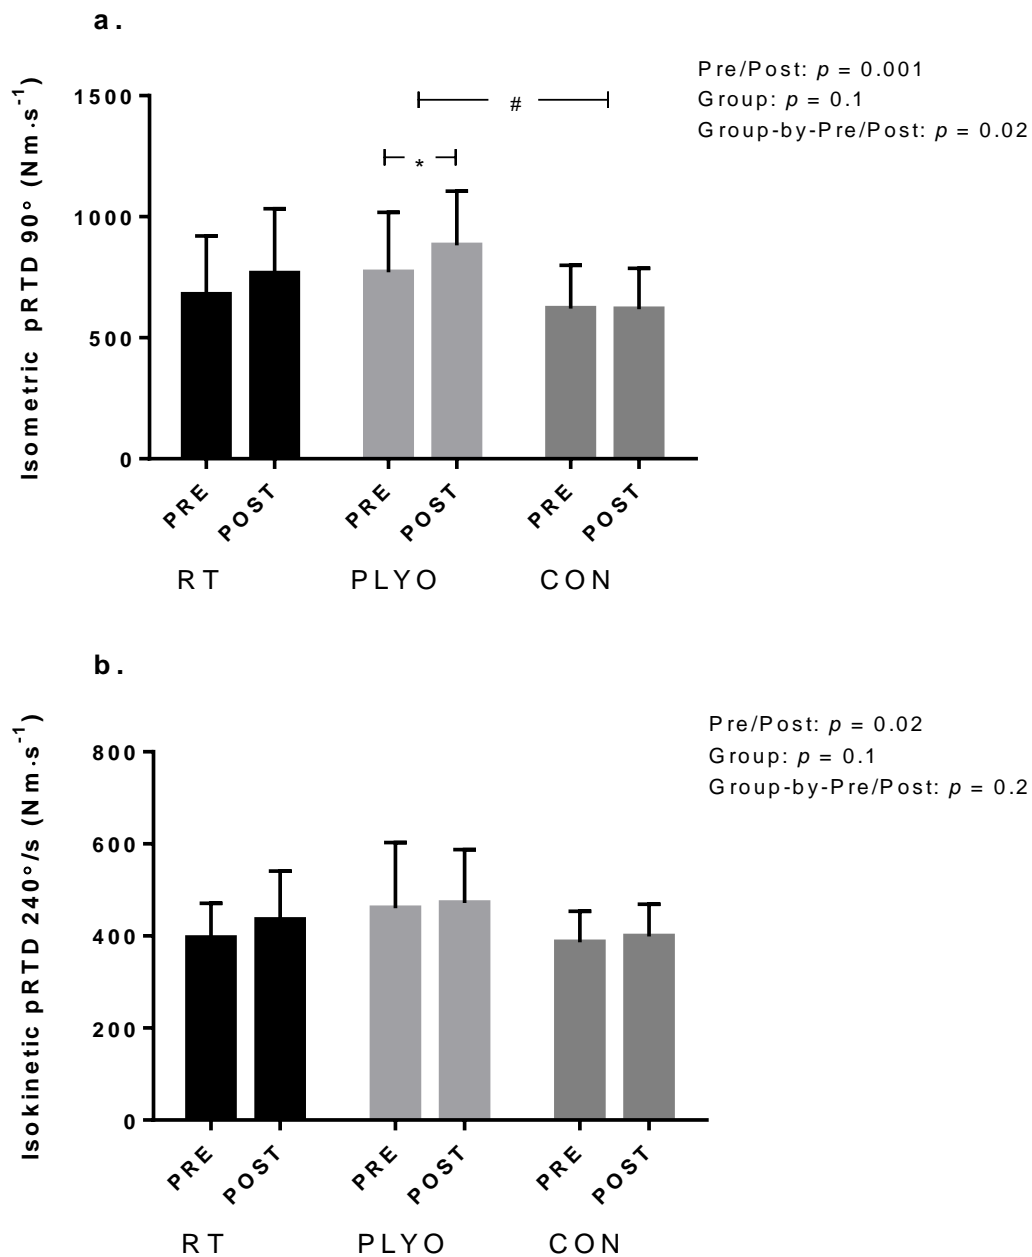 a.
Pre/Post: p = 0.001
Group: p = 0.1
Group-by-Pre/Post: p = 0.02
Isometric pRTD 90° (Nm·s⁻¹)
1500
1000
500
0
#
*
PRE
POST
PRE
POST
PRE
POST
RT
PLYO
CON
b.
Pre/Post: p = 0.02
Group: p = 0.1
Group-by-Pre/Post: p = 0.2
Isokinetic pRTD 240°/s (Nm·s⁻¹)
800
600
400
200
0
PRE
POST
PRE
POST
PRE
POST
RT
PLYO
CON